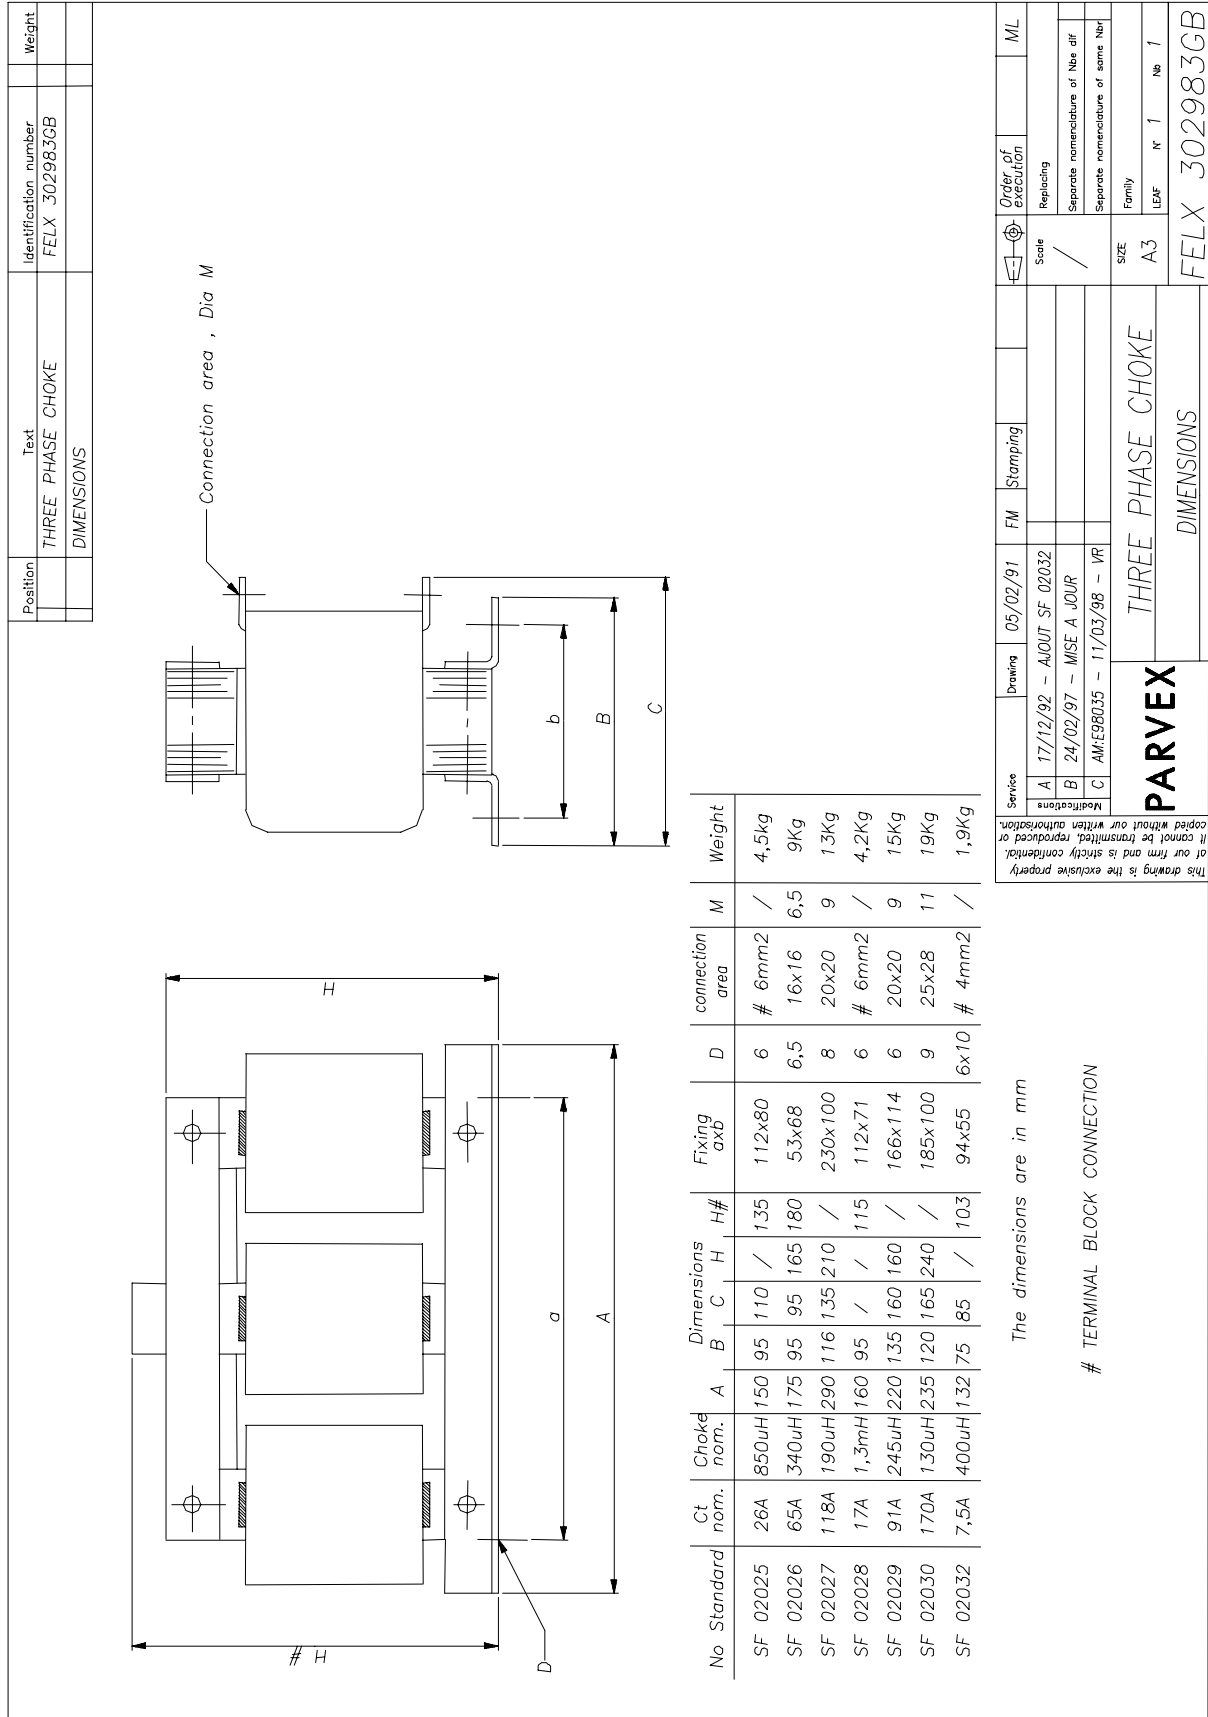 Position Text Identification number Weight
THREE PHASE CHOKE FELX 302983GB
DIMENSIONS
Connection area , Dia M
H
# H
D
a
A
b
B
C
No Standard Ct nom. Choke nom. Dimensions A B C H H# Fixing axb D connection area M Weight
SF 02025 26A 850uH 150 95 110 / 135 112x80 6 # 6mm2 / 4,5Kg
SF 02026 65A 340uH 175 95 95 165 180 53x68 6,5 16x16 6,5 9Kg
SF 02027 118A 190uH 290 116 135 210 / 230x100 8 20x20 9 13Kg
SF 02028 17A 1,3mH 160 95 / / 115 112x71 6 # 6mm2 / 4,2Kg
SF 02029 91A 245uH 220 135 160 160 / 166x114 6 20x20 9 15Kg
SF 02030 170A 130uH 235 120 165 240 / 185x100 9 25x28 11 19Kg
SF 02032 7,5A 400uH 132 75 85 / 103 94x55 6x10 # 4mm2 / 1,9Kg
The dimensions are in mm
# TERMINAL BLOCK CONNECTION
This drawing is the exclusive property
of our firm and is strictly confidential.
It cannot be transmitted, reproduced or
copied without our written authorisation.
Service Drawing 05/02/91 FM Stamping Order of execution ML
Modifications
A 17/12/92 - AJOUT SF 02032
B 24/02/97 - MISE A JOUR
C AM:E98035 - 11/03/98 - VR
Scale /
Replacing
Separate nomenclature of Nbe dif
Separate nomenclature of same Nbr
PARVEX
THREE PHASE CHOKE
DIMENSIONS
SIZE A3
Family
LEAF N° 1 Nb 1
FELX 302983GB